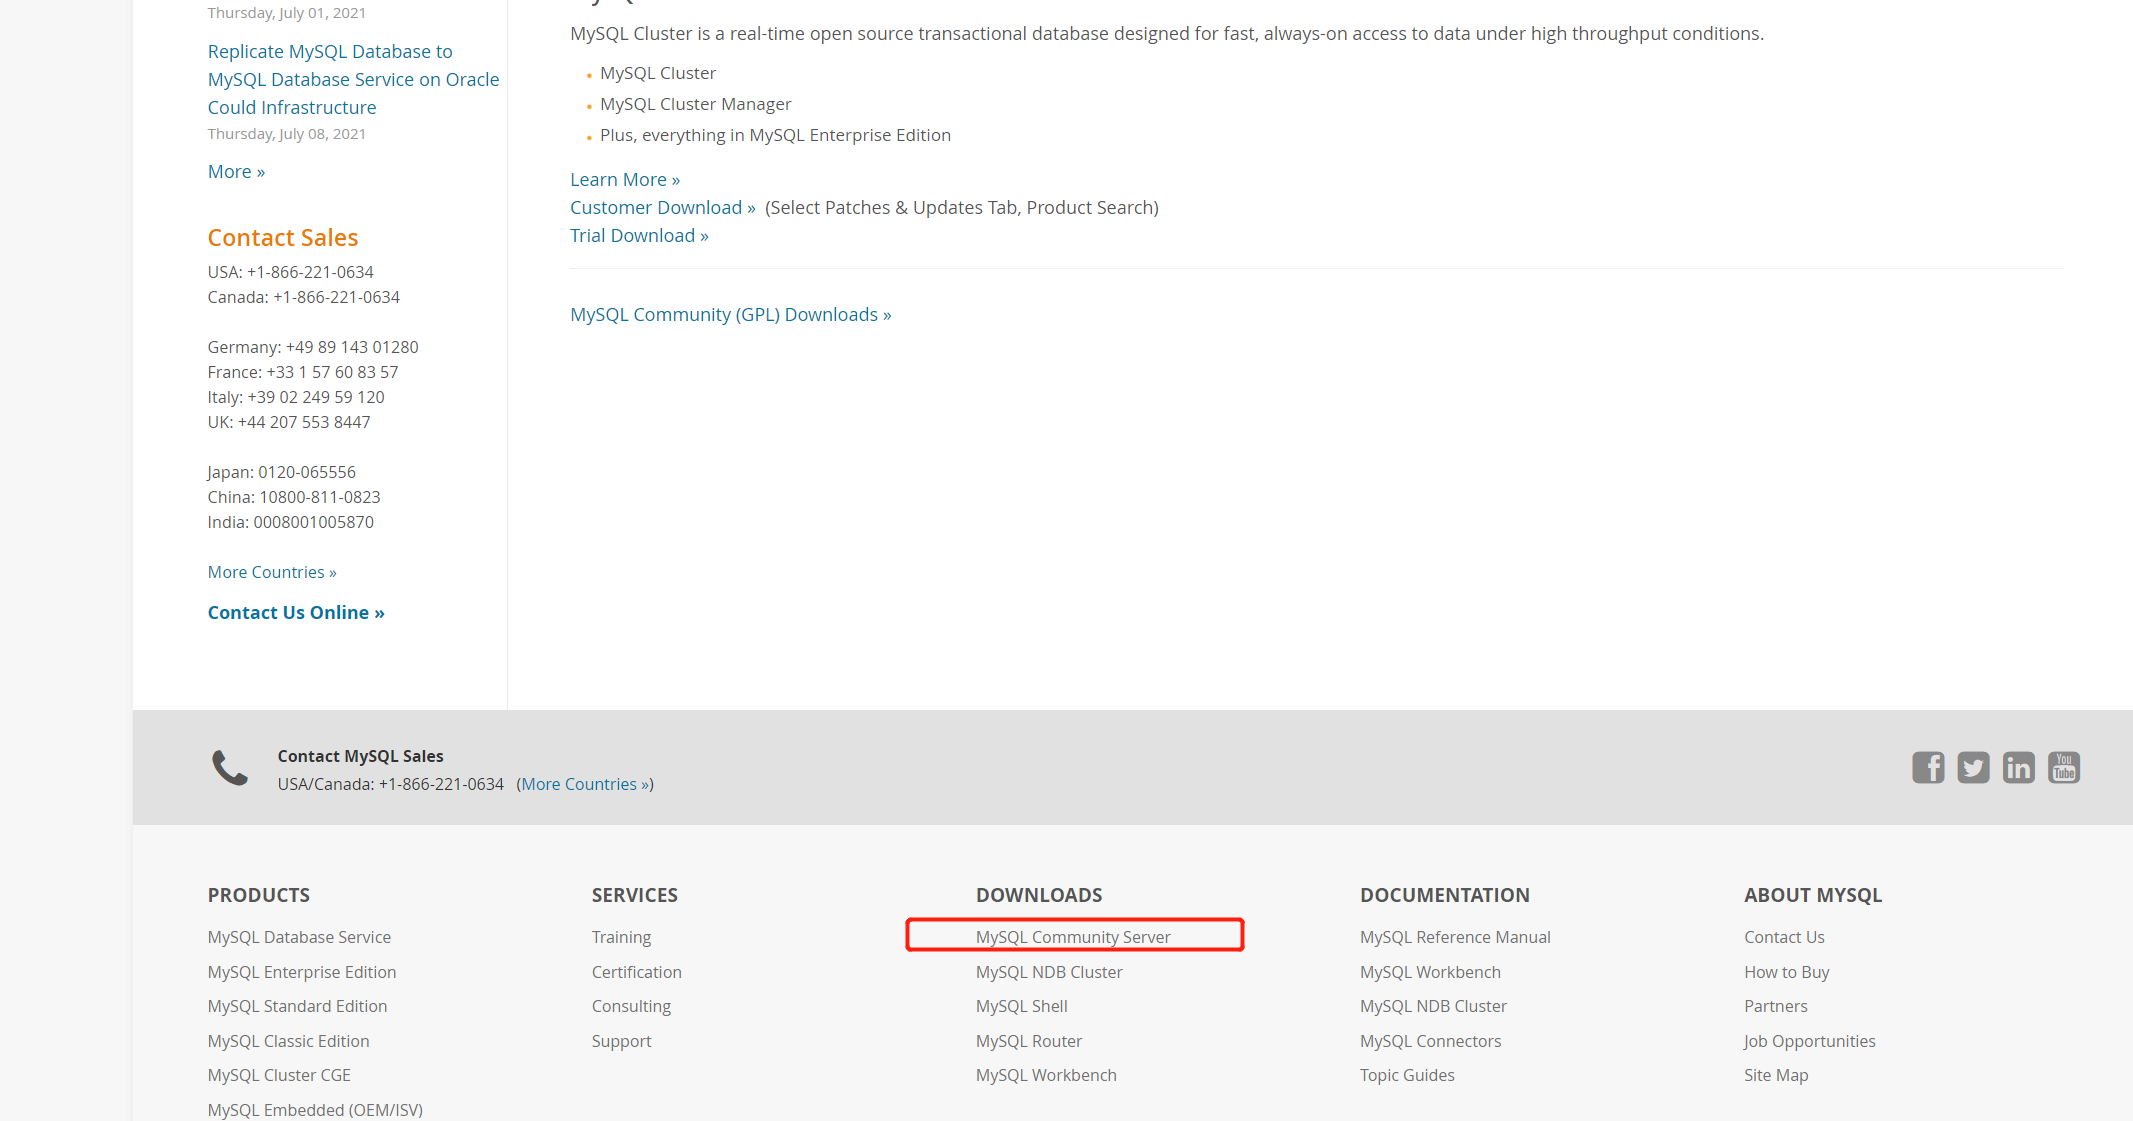 Thursday, July 01, 2021
Replicate MySQL Database to
MySQL Database Service on Oracle
Could Infrastructure
Thursday, July 08, 2021
More »
Contact Sales
USA: +1-866-221-0634
Canada: +1-866-221-0634
Germany: +49 89 143 01280
France: +33 1 57 60 83 57
Italy: +39 02 249 59 120
UK: +44 207 553 8447
Japan: 0120-065556
China: 10800-811-0823
India: 0008001005870
More Countries »
Contact Us Online »
MySQL Cluster is a real-time open source transactional database designed for fast, always-on access to data under high throughput conditions.
MySQL Cluster
MySQL Cluster Manager
Plus, everything in MySQL Enterprise Edition
Learn More »
Customer Download » (Select Patches & Updates Tab, Product Search)
Trial Download »
MySQL Community (GPL) Downloads »
Contact MySQL Sales
USA/Canada: +1-866-221-0634 (More Countries »)
You
Tube
PRODUCTS
MySQL Database Service
MySQL Enterprise Edition
MySQL Standard Edition
MySQL Classic Edition
MySQL Cluster CGE
MySQL Embedded (OEM/ISV)
SERVICES
Training
Certification
Consulting
Support
DOWNLOADS
MySQL Community Server
MySQL NDB Cluster
MySQL Shell
MySQL Router
MySQL Workbench
DOCUMENTATION
MySQL Reference Manual
MySQL Workbench
MySQL NDB Cluster
MySQL Connectors
Topic Guides
ABOUT MYSQL
Contact Us
How to Buy
Partners
Job Opportunities
Site Map